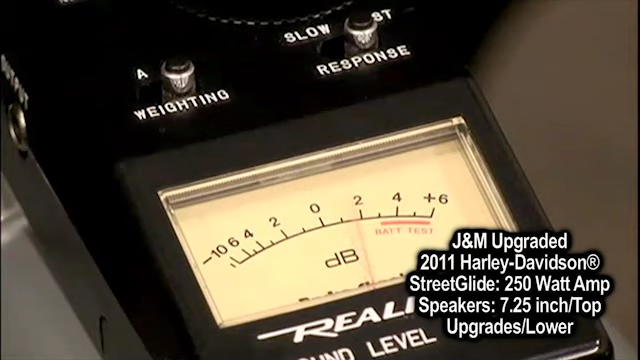 SLOW
RESPONSE
A
WEIGHTING
OUTPUT
-10 6 4 2 0 2 4 +6
BATT TEST
dB
SOUND LEVEL
J&M Upgraded
2011 Harley-Davidson®
StreetGlide: 250 Watt Amp
Speakers: 7.25 inch/Top
Upgrades/Lower